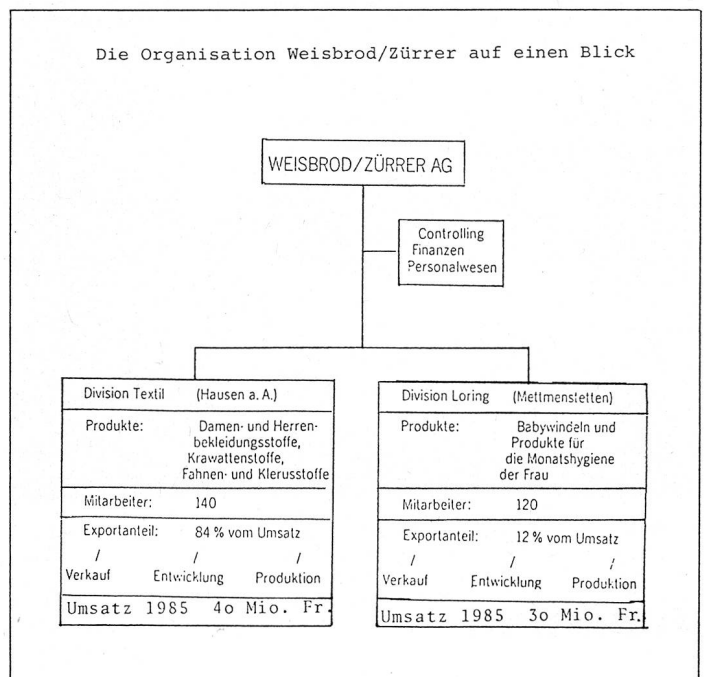 Die Organisation Weisbrod/Zürrer auf einen Blick
WEISBROD/ZÜRRER AG
Controlling
Finanzen
Personalwesen
Division Textil (Hausen a. A.)
Produkte: Damen- und Herren-
bekleidungsstoffe,
Krawattenstoffe,
Fahnen- und Klerusstoffe
Mitarbeiter: 140
Exportanteil: 84 % vom Umsatz
/ / /
Verkauf Entwicklung Produktion
Umsatz 1985 4o Mio. Fr.
Division Loring (Mettmenstetten)
Produkte: Babywindeln und
Produkte für
die Monatshygiene
der Frau
Mitarbeiter: 120
Exportanteil: 12 % vom Umsatz
/ / /
Verkauf Entwicklung Produktion
Umsatz 1985 3o Mio. Fr.